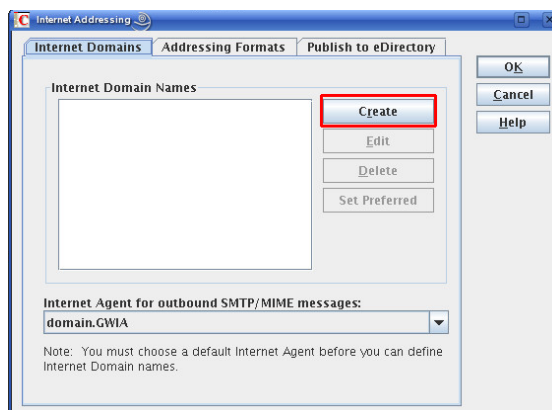 Internet Addressing
Internet Domains
Addressing Formats
Publish to eDirectory
OK
Cancel
Help
Internet Domain Names
Create
Edit
Delete
Set Preferred
Internet Agent for outbound SMTP/MIME messages:
domain.GWIA
Note: You must choose a default Internet Agent before you can define
Internet Domain names.